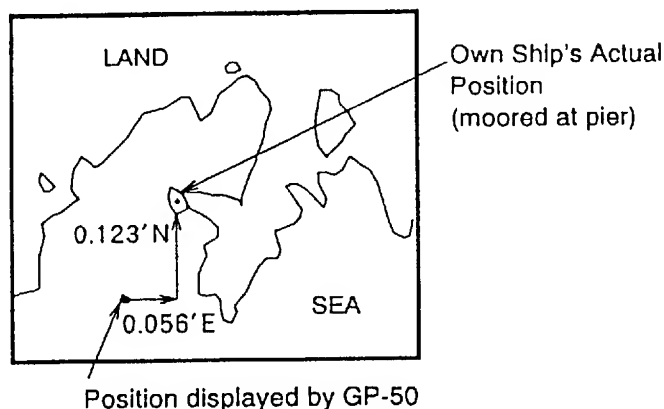 LAND
Own Ship's Actual
Position
(moored at pier)
0.123′N
0.056′E
SEA
Position displayed by GP-50